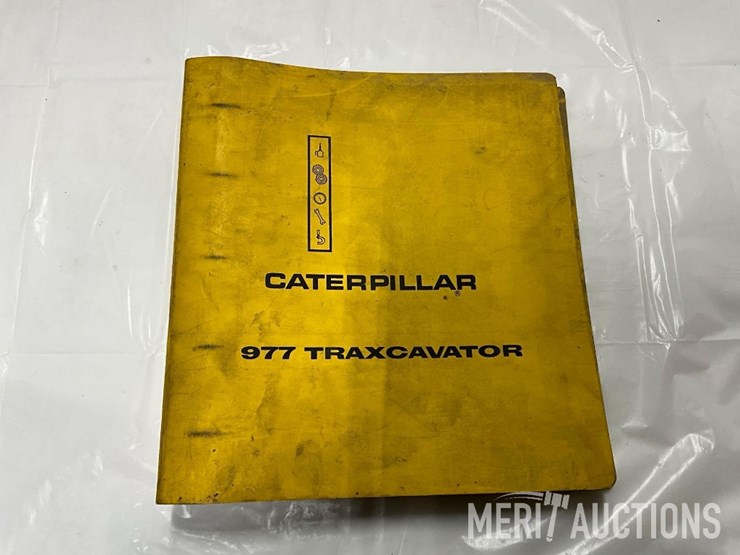 CATERPILLAR
®
977 TRAXCAVATOR
MERIT AUCTIONS